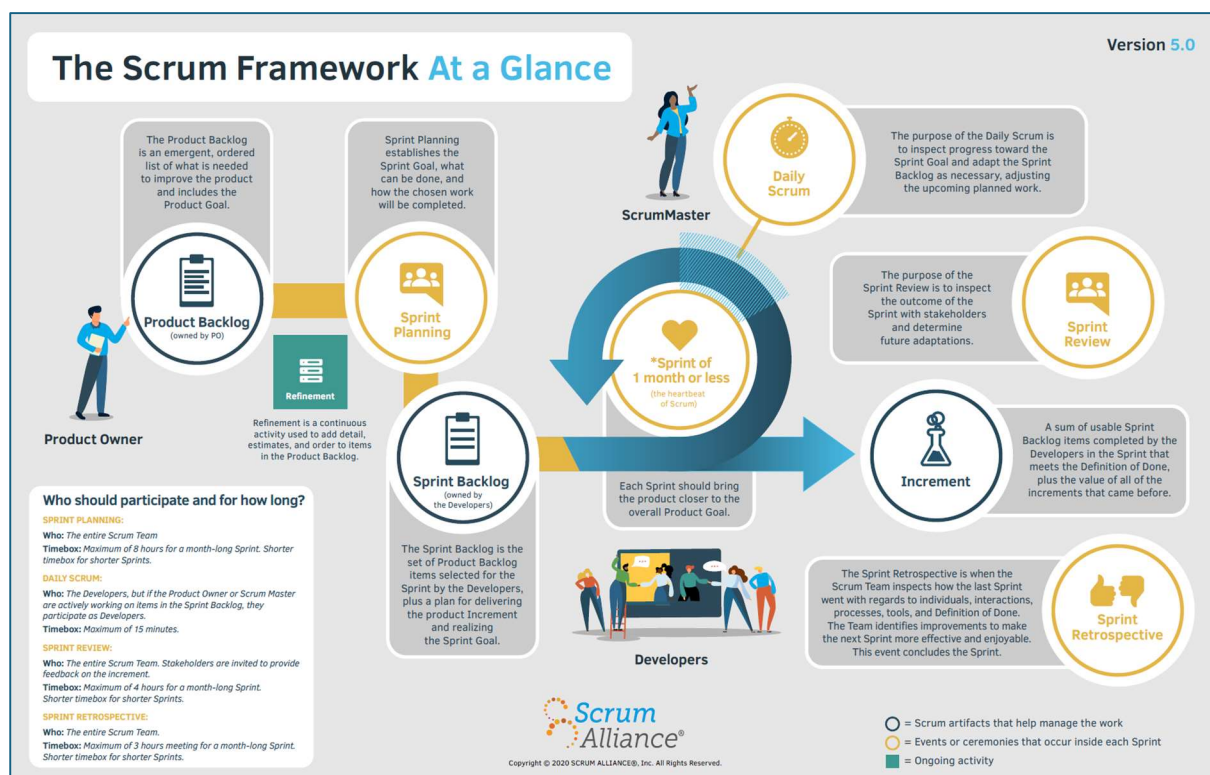 The Scrum Framework At a Glance
Version 5.0
The Product Backlog
is an emergent, ordered
list of what is needed
to improve the product
and includes the
Product Goal.
Product Backlog
(owned by PO)
Product Owner
Sprint Planning
establishes the
Sprint Goal, what
can be done, and
how the chosen work
will be completed.
Sprint
Planning
Refinement
Refinement is a continuous
activity used to add detail,
estimates, and order to items
in the Product Backlog.
Sprint Backlog
(owned by
the Developers)
The Sprint Backlog is the
set of Product Backlog
items selected for the
Sprint by the Developers,
plus a plan for delivering
the product Increment
and realizing
the Sprint Goal.
ScrumMaster
Daily
Scrum
The purpose of the Daily Scrum is
to inspect progress toward the
Sprint Goal and adapt the Sprint
Backlog as necessary, adjusting
the upcoming planned work.
*Sprint of
1 month or less
(the heartbeat
of Scrum)
Each Sprint should bring
the product closer to the
overall Product Goal.
Developers
The purpose of the
Sprint Review is to inspect
the outcome of the
Sprint with stakeholders
and determine
future adaptations.
Sprint
Review
Increment
A sum of usable Sprint
Backlog items completed by the
Developers in the Sprint that
meets the Definition of Done,
plus the value of all of the
increments that came before.
The Sprint Retrospective is when the
Scrum Team inspects how the last Sprint
went with regards to individuals, interactions,
processes, tools, and Definition of Done.
The Team identifies improvements to make
the next Sprint more effective and enjoyable.
This event concludes the Sprint.
Sprint
Retrospective
Who should participate and for how long?
SPRINT PLANNING:
Who: The entire Scrum Team
Timebox: Maximum of 8 hours for a month-long Sprint. Shorter
timebox for shorter Sprints.
DAILY SCRUM:
Who: The Developers, but if the Product Owner or Scrum Master
are actively working on items in the Sprint Backlog, they
participate as Developers.
Timebox: Maximum of 15 minutes.
SPRINT REVIEW:
Who: The entire Scrum Team. Stakeholders are invited to provide
feedback on the increment.
Timebox: Maximum of 4 hours for a month-long Sprint.
Shorter timebox for shorter Sprints.
SPRINT RETROSPECTIVE:
Who: The entire Scrum Team.
Timebox: Maximum of 3 hours meeting for a month-long Sprint.
Shorter timebox for shorter Sprints.
Scrum
Alliance®
Copyright © 2020 SCRUM ALLIANCE®, Inc. All Rights Reserved.
= Scrum artifacts that help manage the work
= Events or ceremonies that occur inside each Sprint
= Ongoing activity